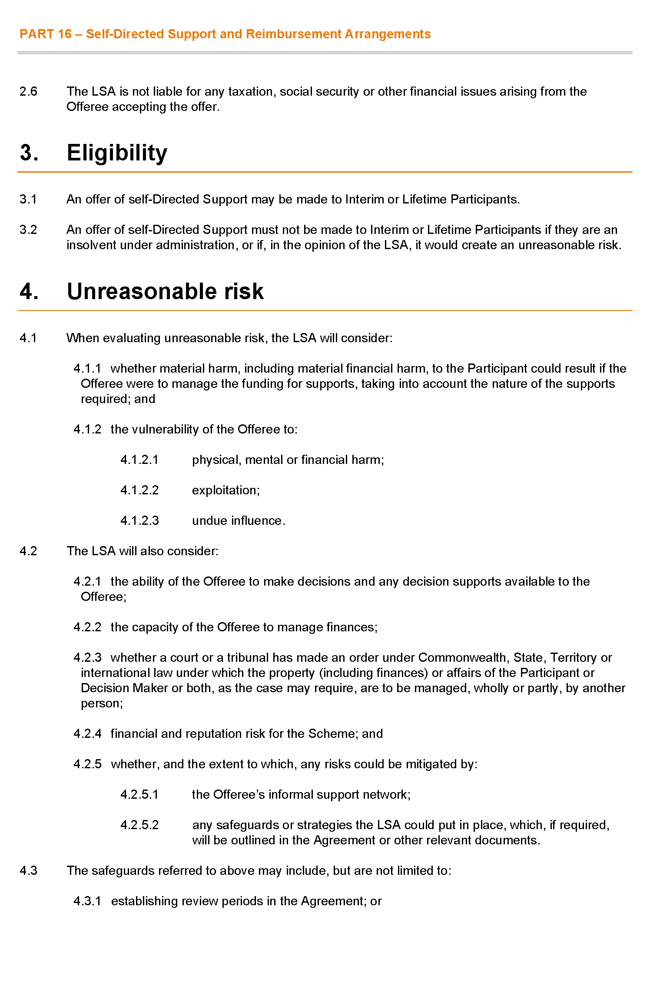 PART 16 – Self-Directed Support and Reimbursement Arrangements
2.6 The LSA is not liable for any taxation, social security or other financial issues arising from the
Offeree accepting the offer.
3. Eligibility
3.1 An offer of self-Directed Support may be made to Interim or Lifetime Participants.
3.2 An offer of self-Directed Support must not be made to Interim or Lifetime Participants if they are an
insolvent under administration, or if, in the opinion of the LSA, it would create an unreasonable risk.
4. Unreasonable risk
4.1 When evaluating unreasonable risk, the LSA will consider:
4.1.1 whether material harm, including material financial harm, to the Participant could result if the
Offeree were to manage the funding for supports, taking into account the nature of the supports
required; and
4.1.2 the vulnerability of the Offeree to:
4.1.2.1 physical, mental or financial harm;
4.1.2.2 exploitation;
4.1.2.3 undue influence.
4.2 The LSA will also consider:
4.2.1 the ability of the Offeree to make decisions and any decision supports available to the
Offeree;
4.2.2 the capacity of the Offeree to manage finances;
4.2.3 whether a court or a tribunal has made an order under Commonwealth, State, Territory or
international law under which the property (including finances) or affairs of the Participant or
Decision Maker or both, as the case may require, are to be managed, wholly or partly, by another
person;
4.2.4 financial and reputation risk for the Scheme; and
4.2.5 whether, and the extent to which, any risks could be mitigated by:
4.2.5.1 the Offeree’s informal support network;
4.2.5.2 any safeguards or strategies the LSA could put in place, which, if required,
will be outlined in the Agreement or other relevant documents.
4.3 The safeguards referred to above may include, but are not limited to:
4.3.1 establishing review periods in the Agreement; or